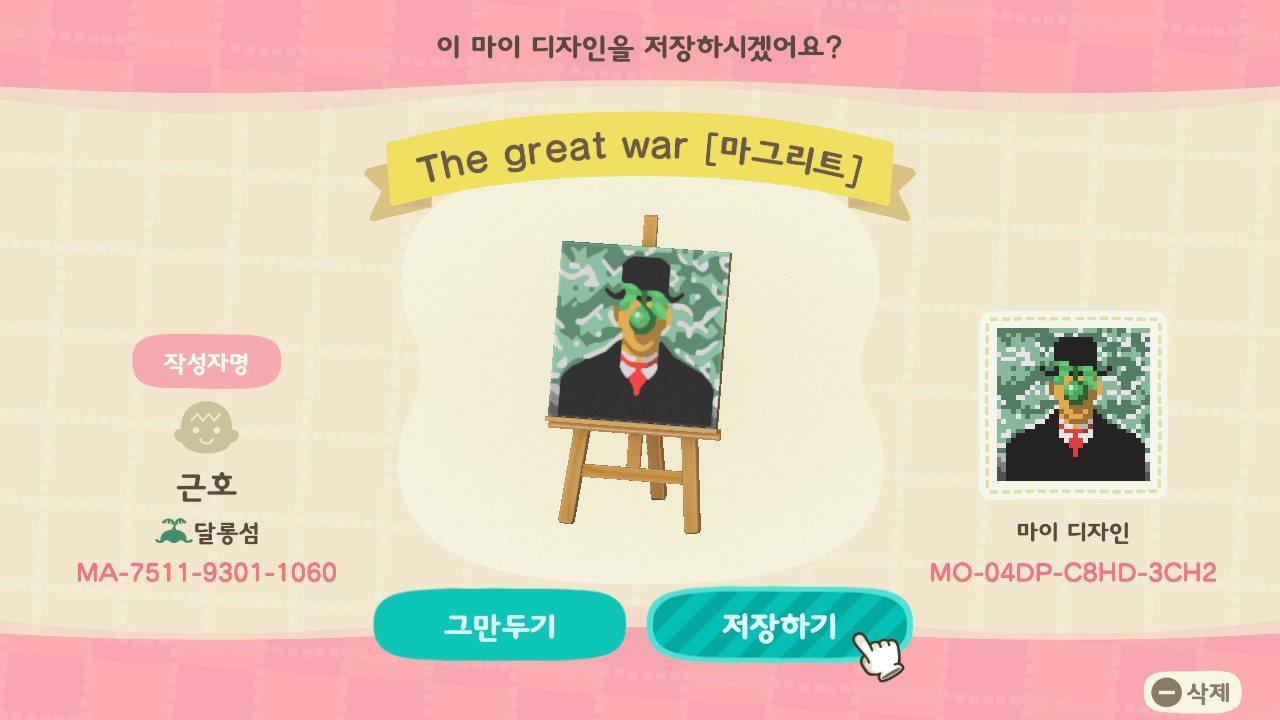 이 마이 디자인을 저장하시겠어요?
The great war [마그리트]
작성자명
근호
달롱섬
MA-7511-9301-1060
마이 디자인
MO-04DP-C8HD-3CH2
그만두기
저장하기
삭제